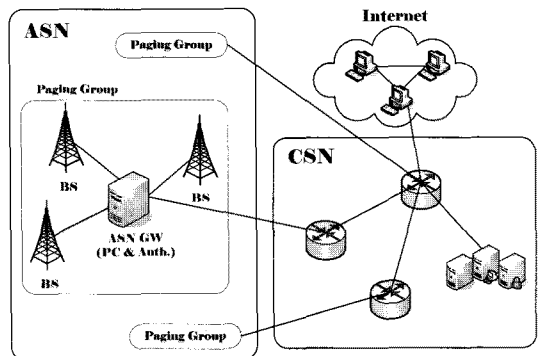 Internet
ASN
Paging Group
Paging Group
CSN
BS
BS
ASN GW
(PC & Auth.)
BS
Paging Group